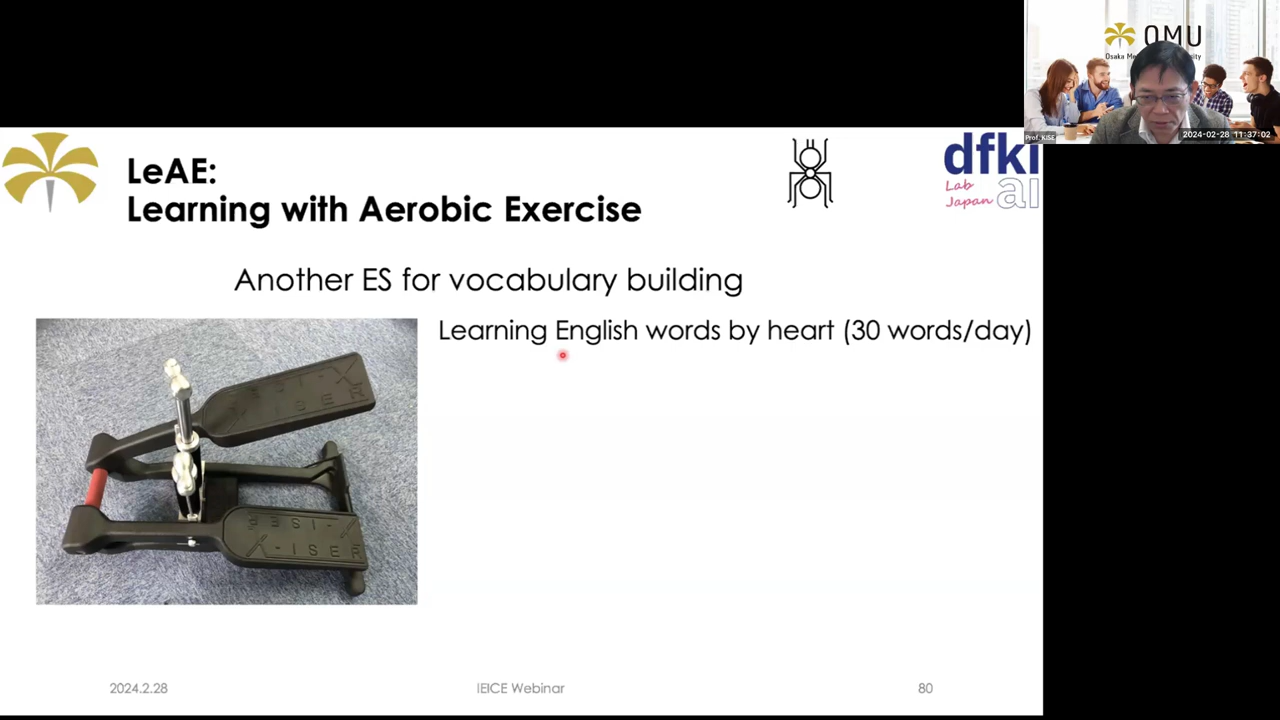 OMU
Prof. KISE
2024-02-28 11:37:02
LeAE:
Learning with Aerobic Exercise
dfki
Lab
Japan
ai
Another ES for vocabulary building
Learning English words by heart (30 words/day)
2024.2.28
IEICE Webinar
80